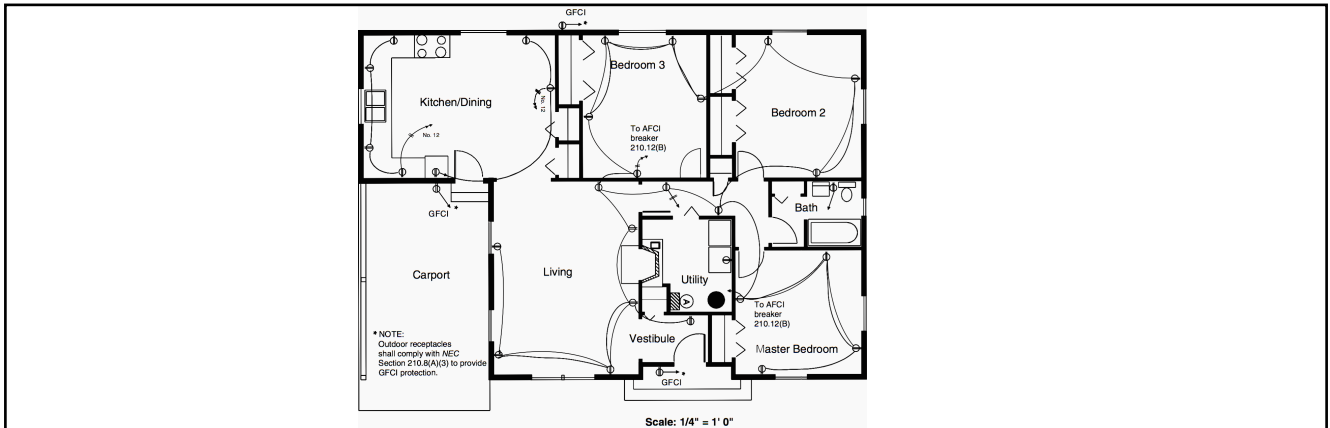 GFCI
*
Kitchen/Dining
No. 12
No. 12
Bedroom 3
To AFCI
breaker
210.12(B)
Bedroom 2
Bath
GFCI
*
Carport
Living
Utility
A
To AFCI
breaker
210.12(B)
Vestibule
Master Bedroom
* NOTE:
Outdoor receptacles
shall comply with NEC
Section 210.8(A)(3) to provide
GFCI protection.
*
GFCI
Scale: 1/4" = 1' 0"